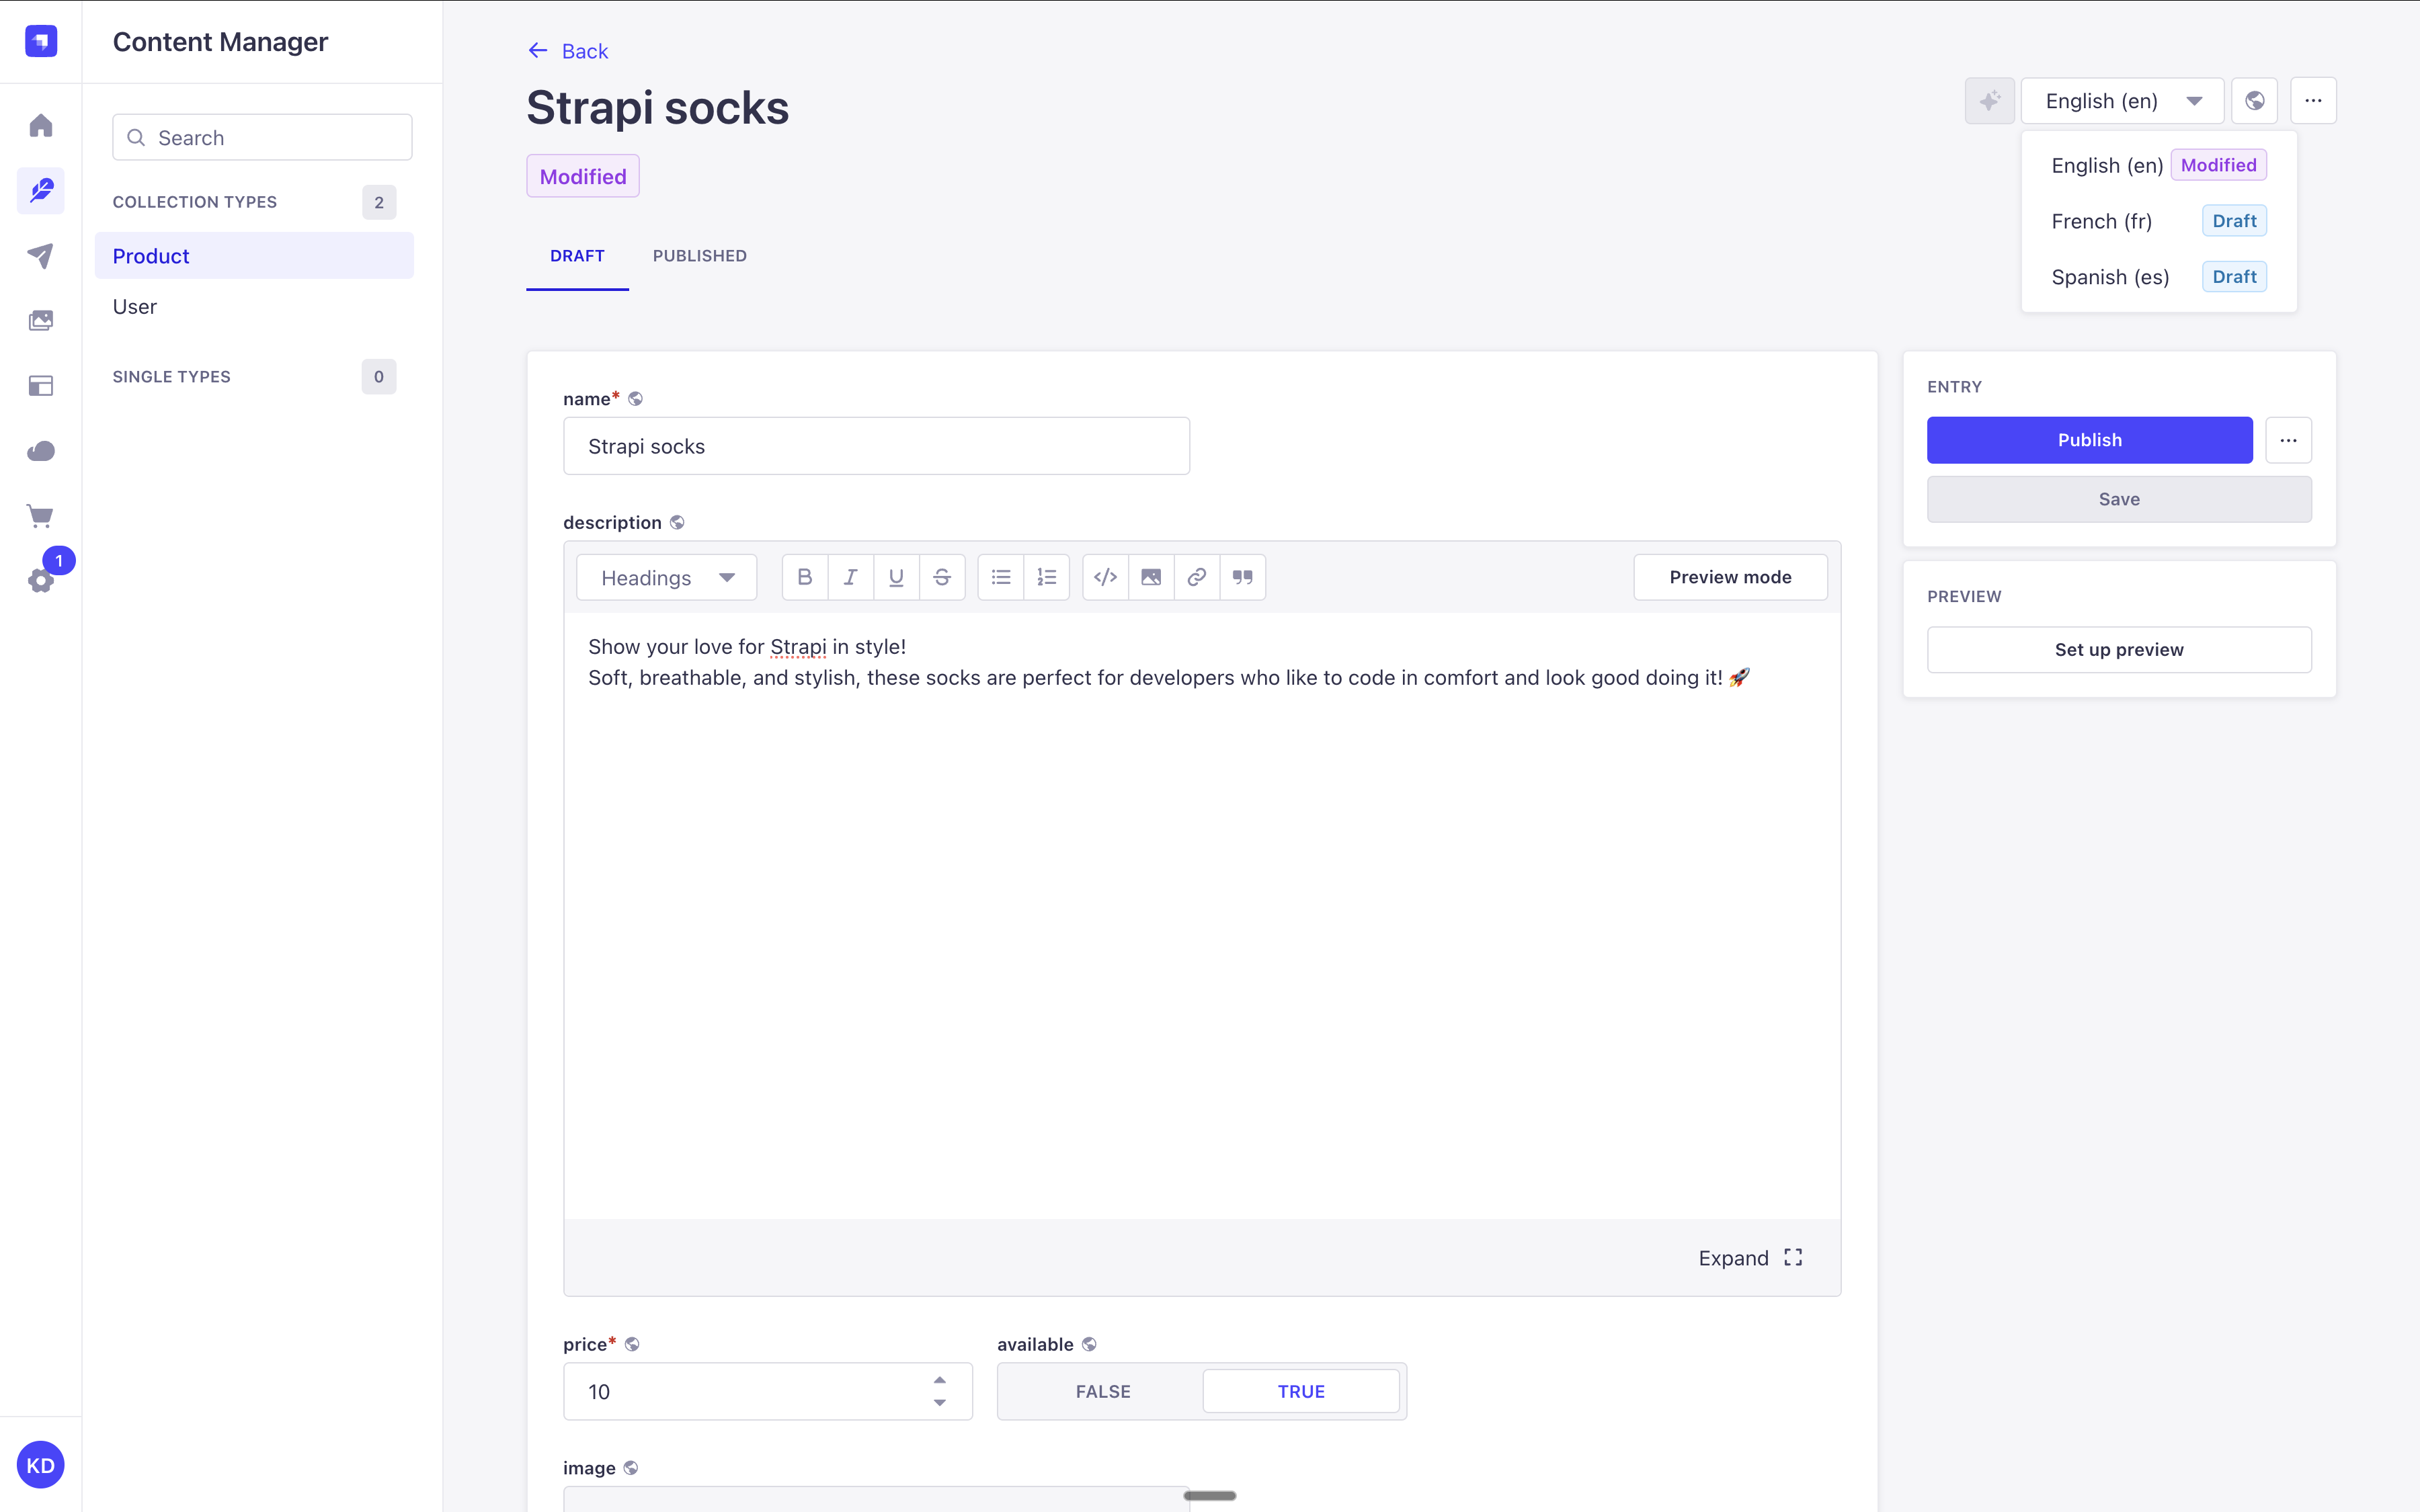 Content Manager
Search
COLLECTION TYPES 2
Product
User
SINGLE TYPES 0
1
KD
Back
Strapi socks
Modified
DRAFT PUBLISHED
English (en)
English (en) Modified
French (fr) Draft
Spanish (es) Draft
name*
Strapi socks
description
Headings
Preview mode
Show your love for Strapi in style!
Soft, breathable, and stylish, these socks are perfect for developers who like to code in comfort and look good doing it! 🚀
Expand
price* available
10 FALSE TRUE
image
ENTRY
Publish
Save
PREVIEW
Set up preview